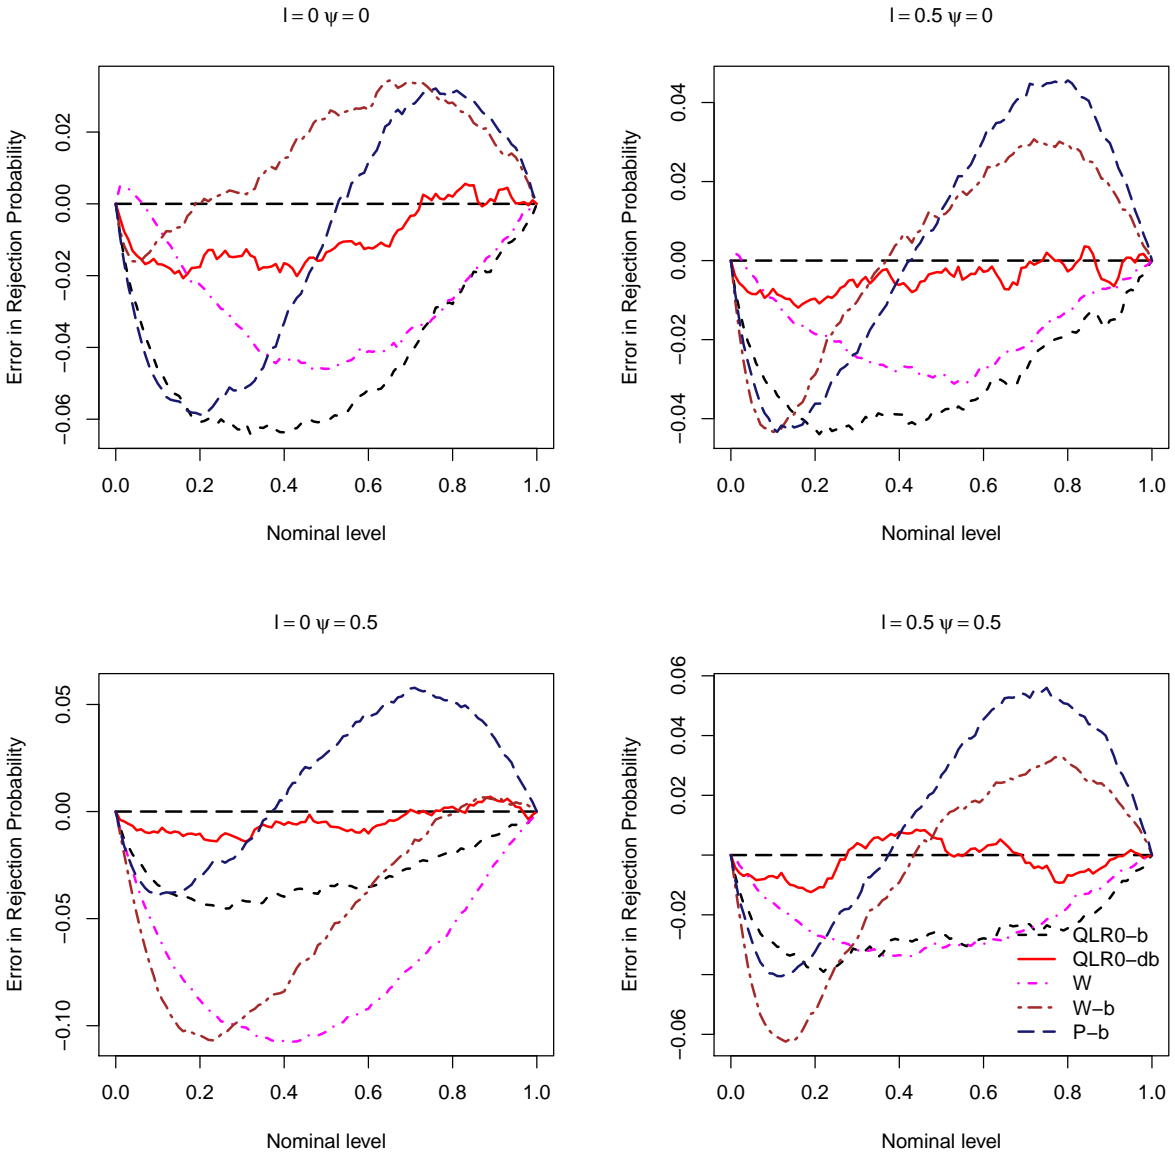 l = 0 ψ = 0
Error in Rejection Probability
0.02
0.00
−0.02
−0.04
−0.06
0.0 0.2 0.4 0.6 0.8 1.0
Nominal level
l = 0.5 ψ = 0
Error in Rejection Probability
0.04
0.02
0.00
−0.02
−0.04
0.0 0.2 0.4 0.6 0.8 1.0
Nominal level
l = 0 ψ = 0.5
Error in Rejection Probability
0.05
0.00
−0.05
−0.10
0.0 0.2 0.4 0.6 0.8 1.0
Nominal level
l = 0.5 ψ = 0.5
Error in Rejection Probability
0.06
0.04
0.02
−0.02
−0.06
QLR0−b
QLR0−db
W
W−b
P−b
0.0 0.2 0.4 0.6 0.8 1.0
Nominal level